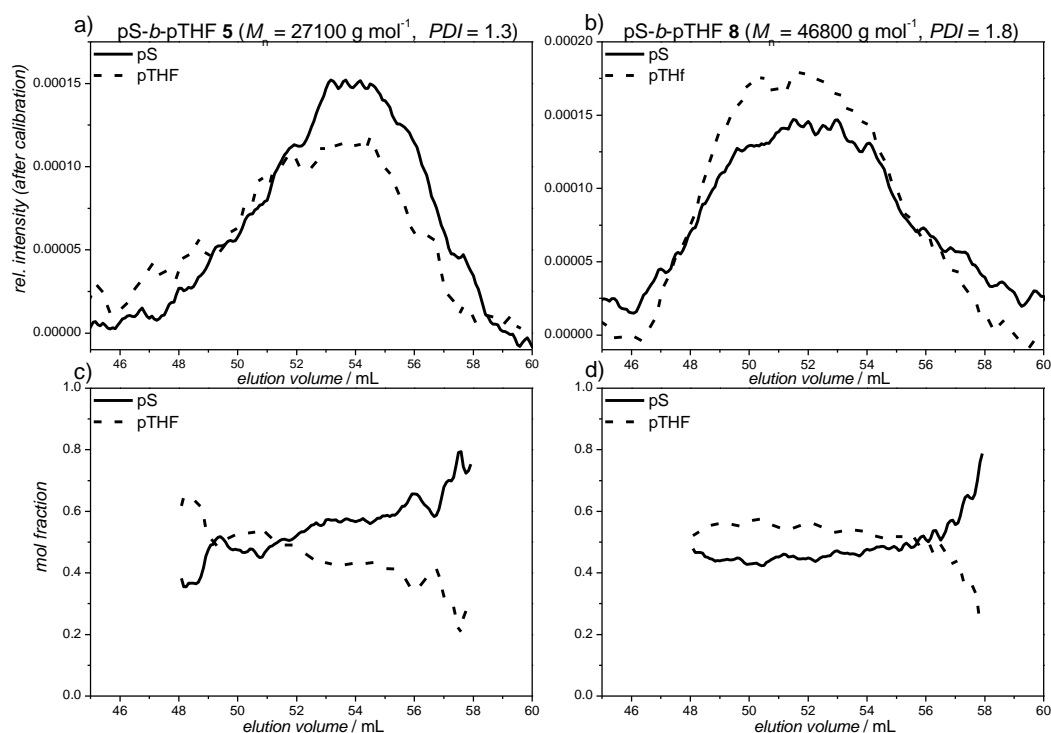 a) pS-b-pTHF 5 (Mn = 27100 g mol⁻¹, PDI = 1.3)
b) pS-b-pTHF 8 (Mn = 46800 g mol⁻¹, PDI = 1.8)
pS
pTHF
0.00015
0.00010
0.00005
0.00000
rel. intensity (after calibration)
46 48 50 52 54 56 58 60
elution volume / mL
pS
pTHf
0.00020
0.00015
0.00010
0.00005
0.00000
46 48 50 52 54 56 58 60
elution volume / mL
c)
pS
pTHF
1.0
0.8
0.6
0.4
0.2
0.0
mol fraction
46 48 50 52 54 56 58 60
elution volume / mL
d)
pS
pTHF
1.0
0.8
0.6
0.4
0.2
0.0
46 48 50 52 54 56 58 60
elution volume / mL